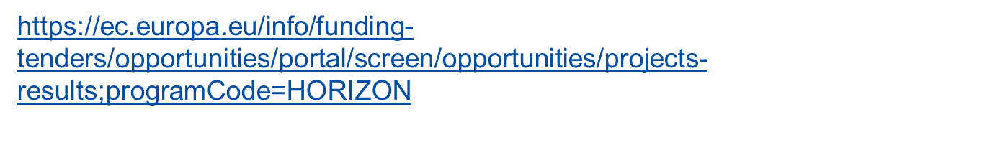 https://ec.europa.eu/info/funding-
tenders/opportunities/portal/screen/opportunities/projects-
results;programCode=HORIZON